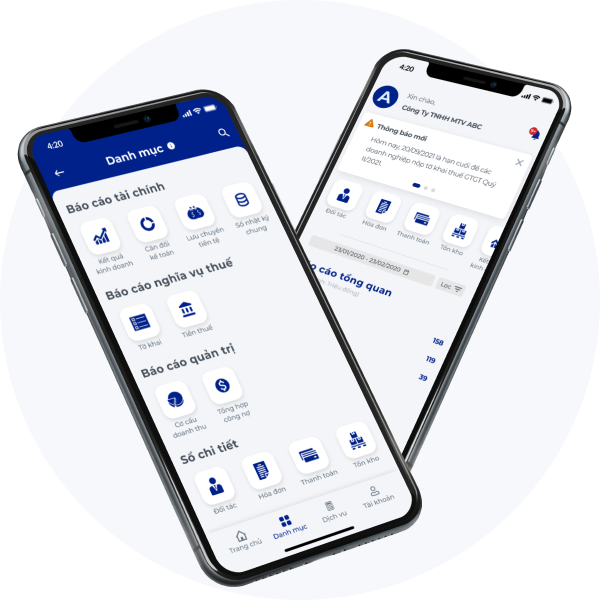 4:20
Danh mục
Báo cáo tài chính
Kết quả
kinh doanh
Cân đối
kế toán
Lưu chuyển
tiền tệ
Sổ nhật ký
chung
Báo cáo nghĩa vụ thuế
Tờ khai
Tiền thuế
Báo cáo quản trị
Cơ cấu
doanh thu
Tổng hợp
công nợ
Sổ chi tiết
Đối tác
Hóa đơn
Thanh toán
Tồn kho
Trang chủ
Danh mục
Dịch vụ
Tài khoản
4:20
A
Xin chào,
Công Ty TNHH MTV ABC
Thông báo mới
Hôm nay, 20/09/2021 là hạn cuối để các
doanh nghiệp nộp tờ khai thuế GTGT Quý
II/2021.
Đối tác
Hóa đơn
Thanh toán
Tồn kho
Kết
kinh
23/01/2020 - 23/02/2020
Lọc
o cáo tổng quan
Triệu đồng)
158
119
39